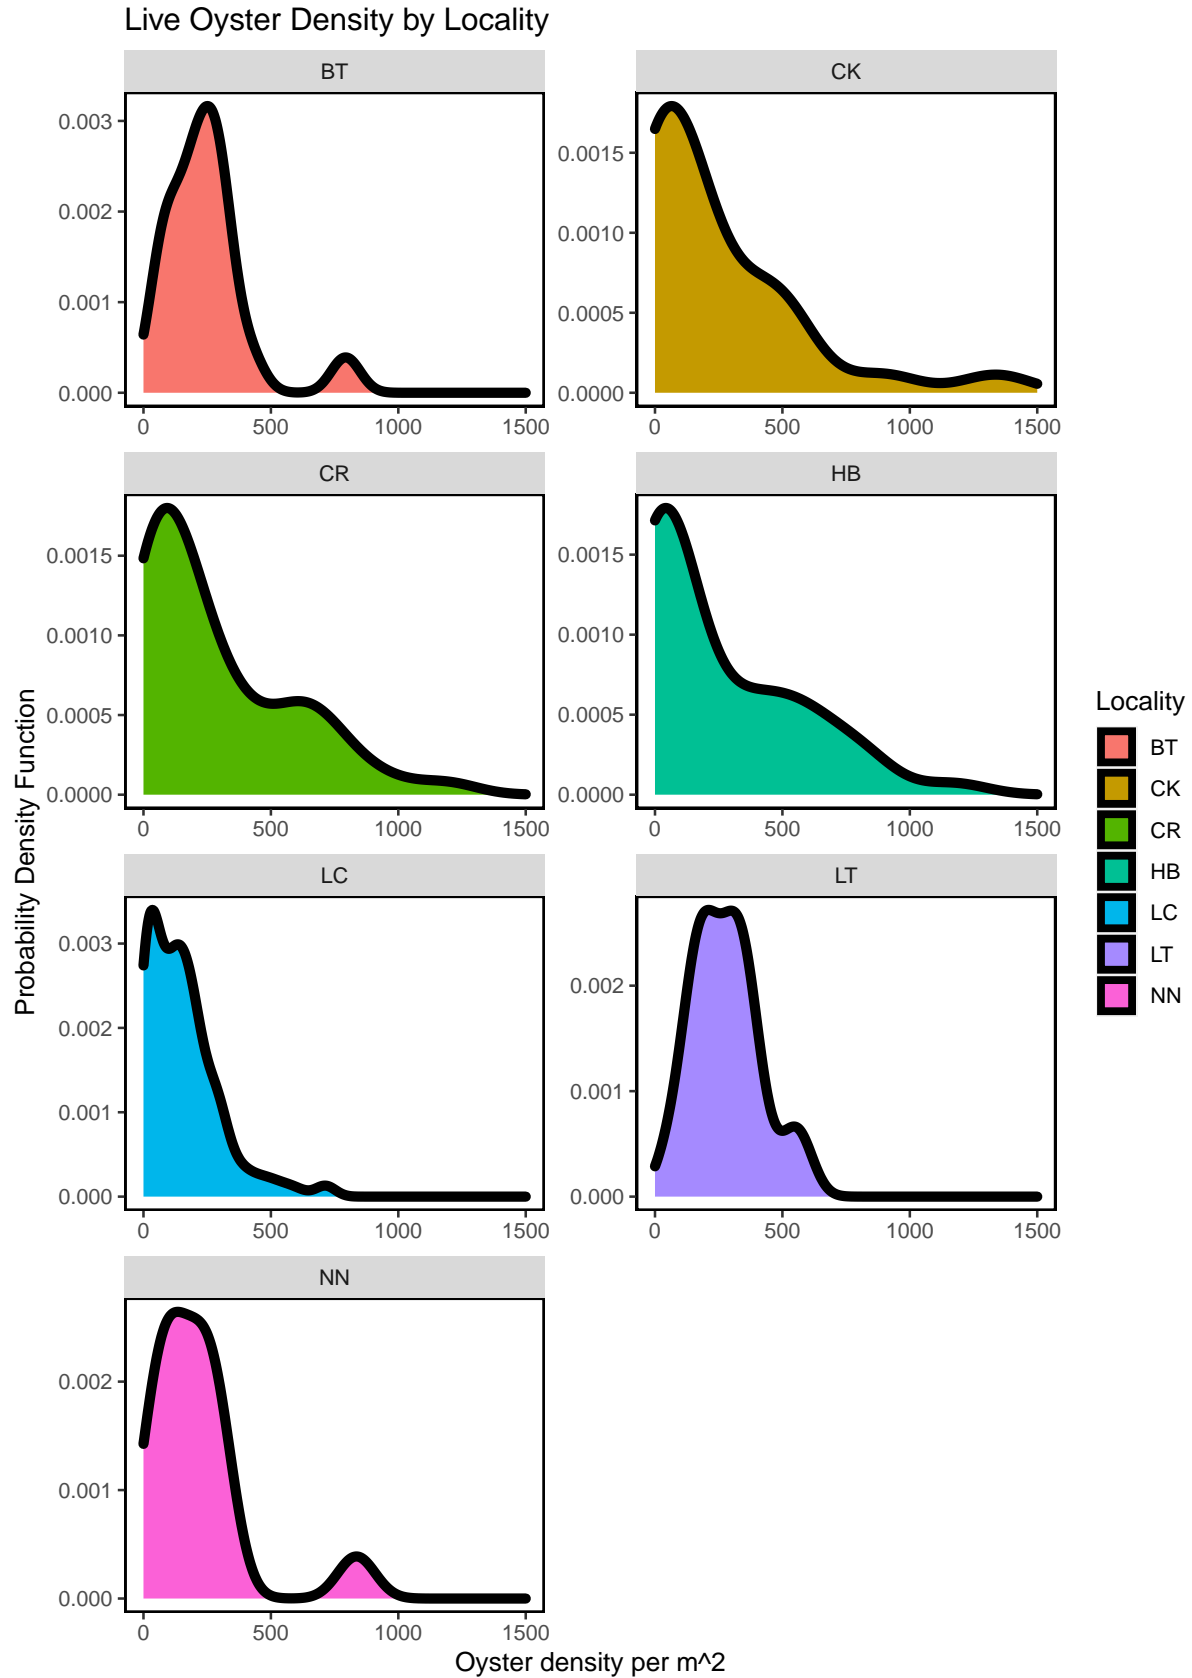 Live Oyster Density by Locality
BT
CK
0.003
0.002
0.001
0.000
0.0015
0.0010
0.0005
0.0000
0 500 1000 1500
0 500 1000 1500
CR
HB
0.0015
0.0010
0.0005
0.0000
0.0015
0.0010
0.0005
0.0000
0 500 1000 1500
0 500 1000 1500
LC
LT
0.003
0.002
0.001
0.000
0.002
0.001
0.000
0 500 1000 1500
0 500 1000 1500
NN
0.002
0.001
0.000
0 500 1000 1500
Probability Density Function
Oyster density per m^2
Locality
BT
CK
CR
HB
LC
LT
NN